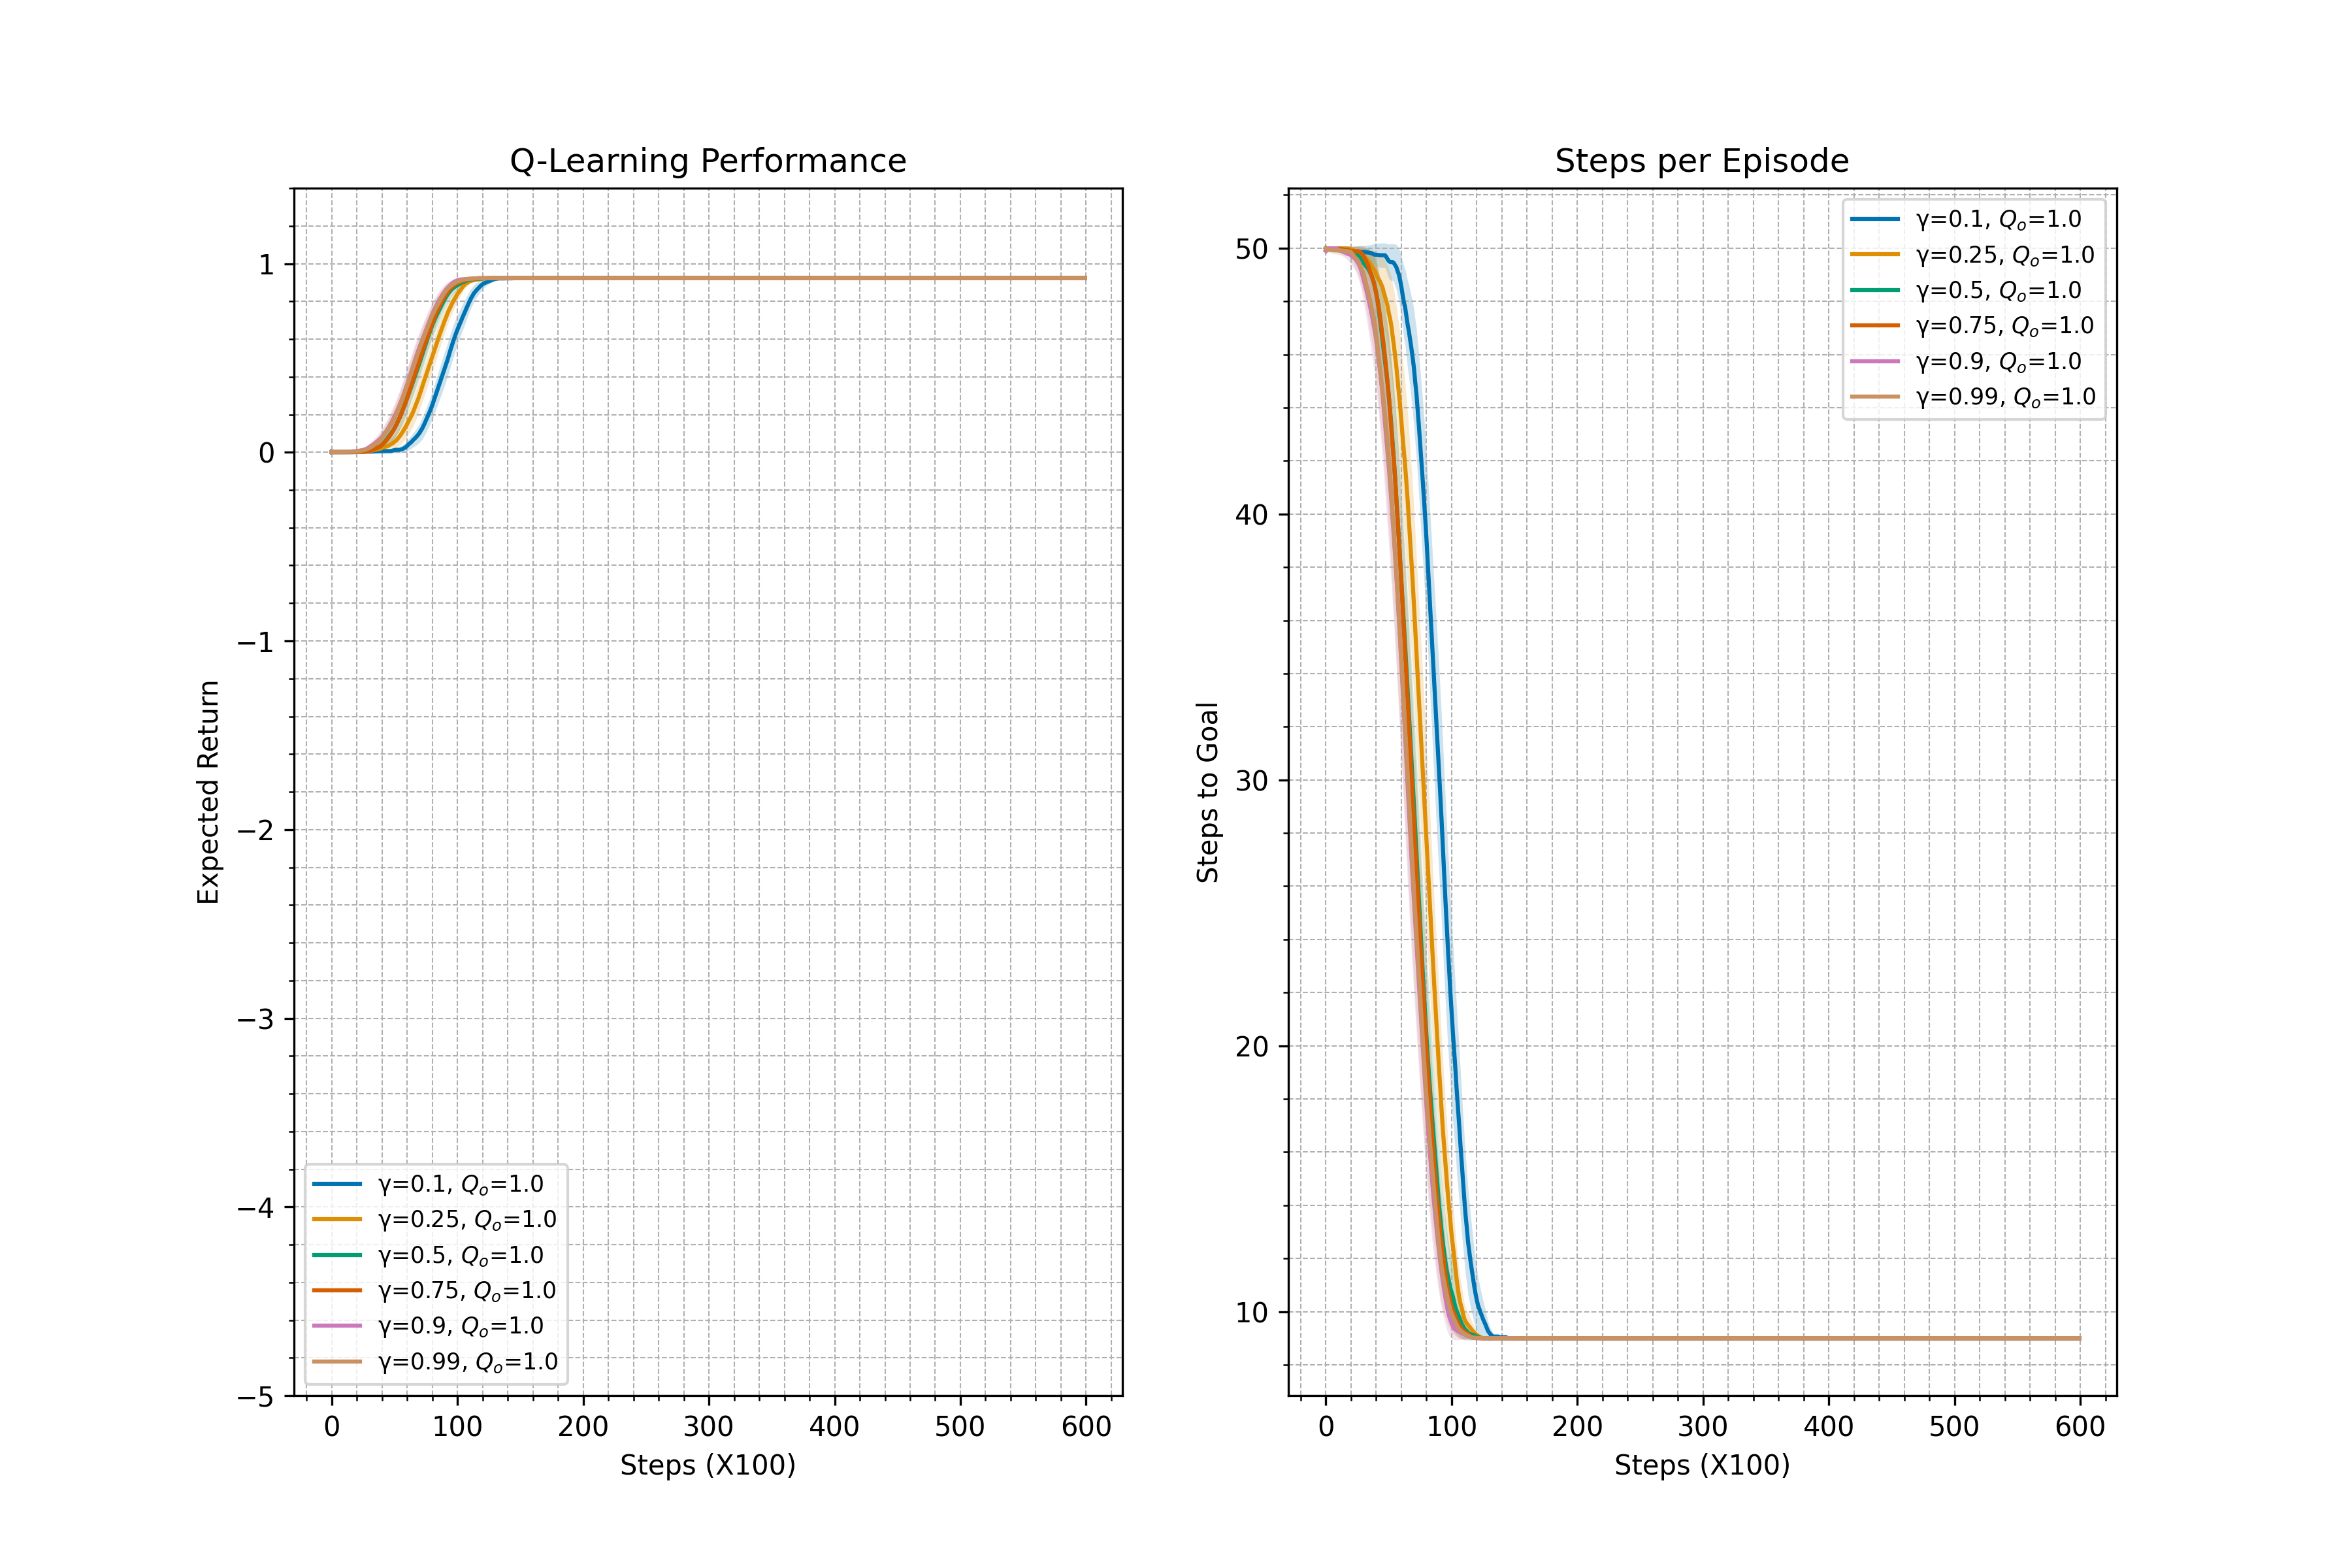 Q-Learning Performance
Expected Return
1
0
−1
−2
−3
−4
−5
0 100 200 300 400 500 600
Steps (X100)
γ=0.1, Qo=1.0
γ=0.25, Qo=1.0
γ=0.5, Qo=1.0
γ=0.75, Qo=1.0
γ=0.9, Qo=1.0
γ=0.99, Qo=1.0
Steps per Episode
Steps to Goal
50
40
30
20
10
0 100 200 300 400 500 600
Steps (X100)
γ=0.1, Qo=1.0
γ=0.25, Qo=1.0
γ=0.5, Qo=1.0
γ=0.75, Qo=1.0
γ=0.9, Qo=1.0
γ=0.99, Qo=1.0